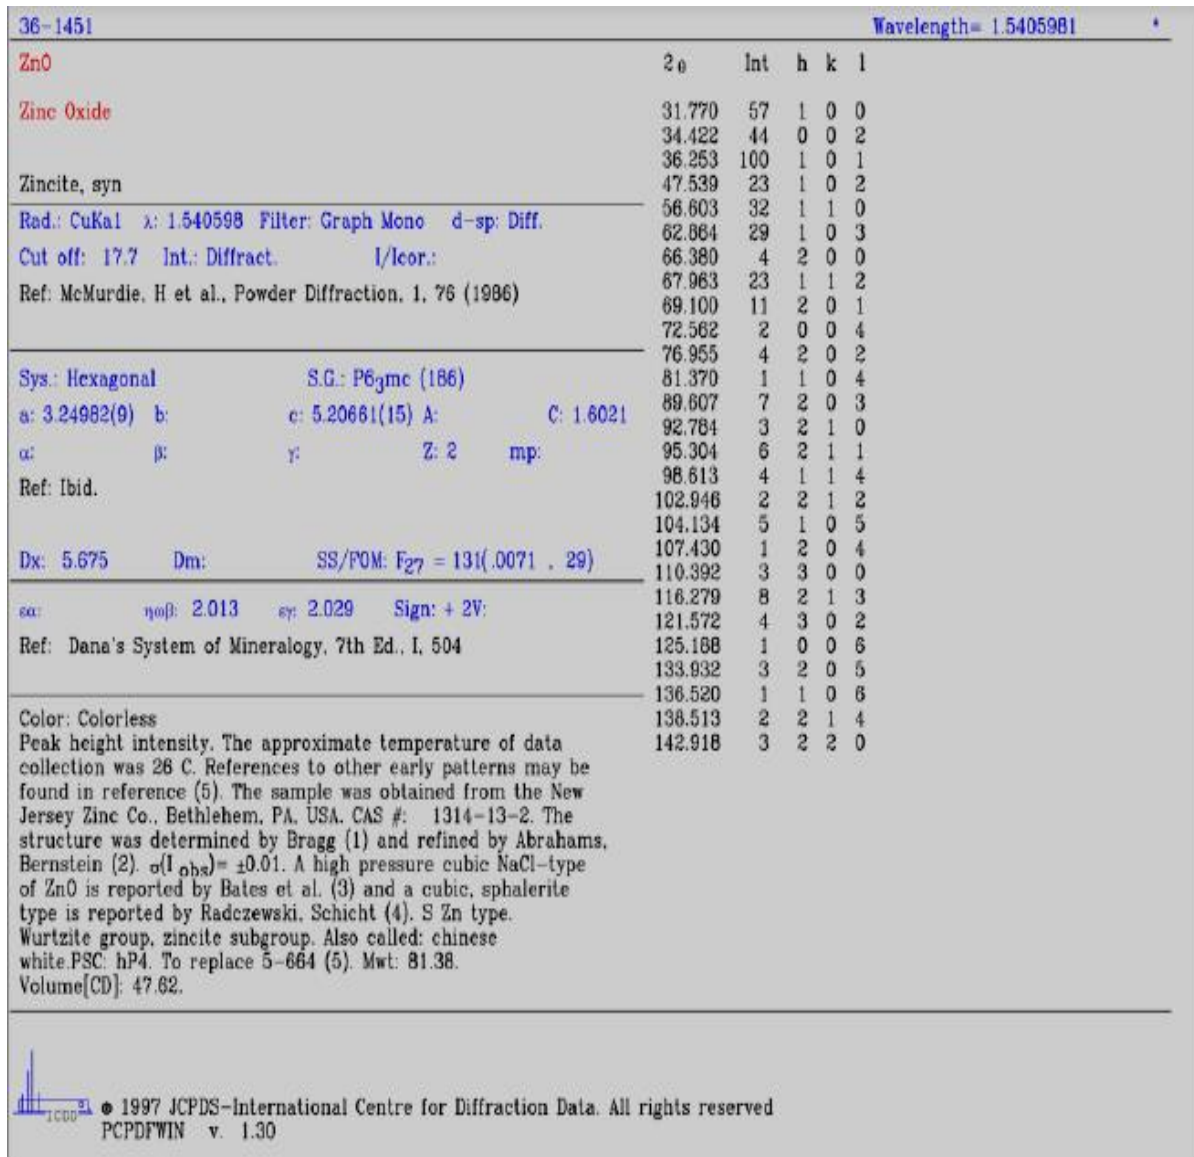 36-1451 Wavelength= 1.5405981 *
ZnO
Zinc Oxide
Zincite, syn
Rad.: CuKa1 λ: 1.540598 Filter: Graph Mono d-sp: Diff.
Cut off: 17.7 Int.: Diffract. I/Icor.:
Ref: McMurdie, H et al., Powder Diffraction, 1, 76 (1986)
Sys.: Hexagonal S.G.: P6₃mc (186)
a: 3.24982(9) b: c: 5.20661(15) A: C: 1.6021
α: β: γ: Z: 2 mp:
Ref: Ibid.
Dx: 5.675 Dm: SS/FOM: F₂₇ = 131(.0071 , 29)
εα: ηωβ: 2.013 εγ: 2.029 Sign: + 2V:
Ref: Dana's System of Mineralogy, 7th Ed., I, 504
Color: Colorless
Peak height intensity. The approximate temperature of data
collection was 26 C. References to other early patterns may be
found in reference (5). The sample was obtained from the New
Jersey Zinc Co., Bethlehem, PA, USA. CAS #: 1314-13-2. The
structure was determined by Bragg (1) and refined by Abrahams,
Bernstein (2). σ(I obs)= ±0.01. A high pressure cubic NaCl-type
of ZnO is reported by Bates et al. (3) and a cubic, sphalerite
type is reported by Radczewski, Schicht (4). S Zn type.
Wurtzite group, zincite subgroup. Also called: chinese
white.PSC: hP4. To replace 5-664 (5). Mwt: 81.38.
Volume[CD]: 47.62.
2θ Int h k l
31.770 57 1 0 0
34.422 44 0 0 2
36.253 100 1 0 1
47.539 23 1 0 2
56.603 32 1 1 0
62.864 29 1 0 3
66.380 4 2 0 0
67.963 23 1 1 2
69.100 11 2 0 1
72.562 2 0 0 4
76.955 4 2 0 2
81.370 1 1 0 4
89.607 7 2 0 3
92.784 3 2 1 0
95.304 6 2 1 1
98.613 4 1 1 4
102.946 2 2 1 2
104.134 5 1 0 5
107.430 1 2 0 4
110.392 3 3 0 0
116.279 8 2 1 3
121.572 4 3 0 2
125.188 1 0 0 6
133.932 3 2 0 5
136.520 1 1 0 6
138.513 2 2 1 4
142.918 3 2 2 0
ICDD ® 1997 JCPDS-International Centre for Diffraction Data. All rights reserved
PCPDFWIN v. 1.30